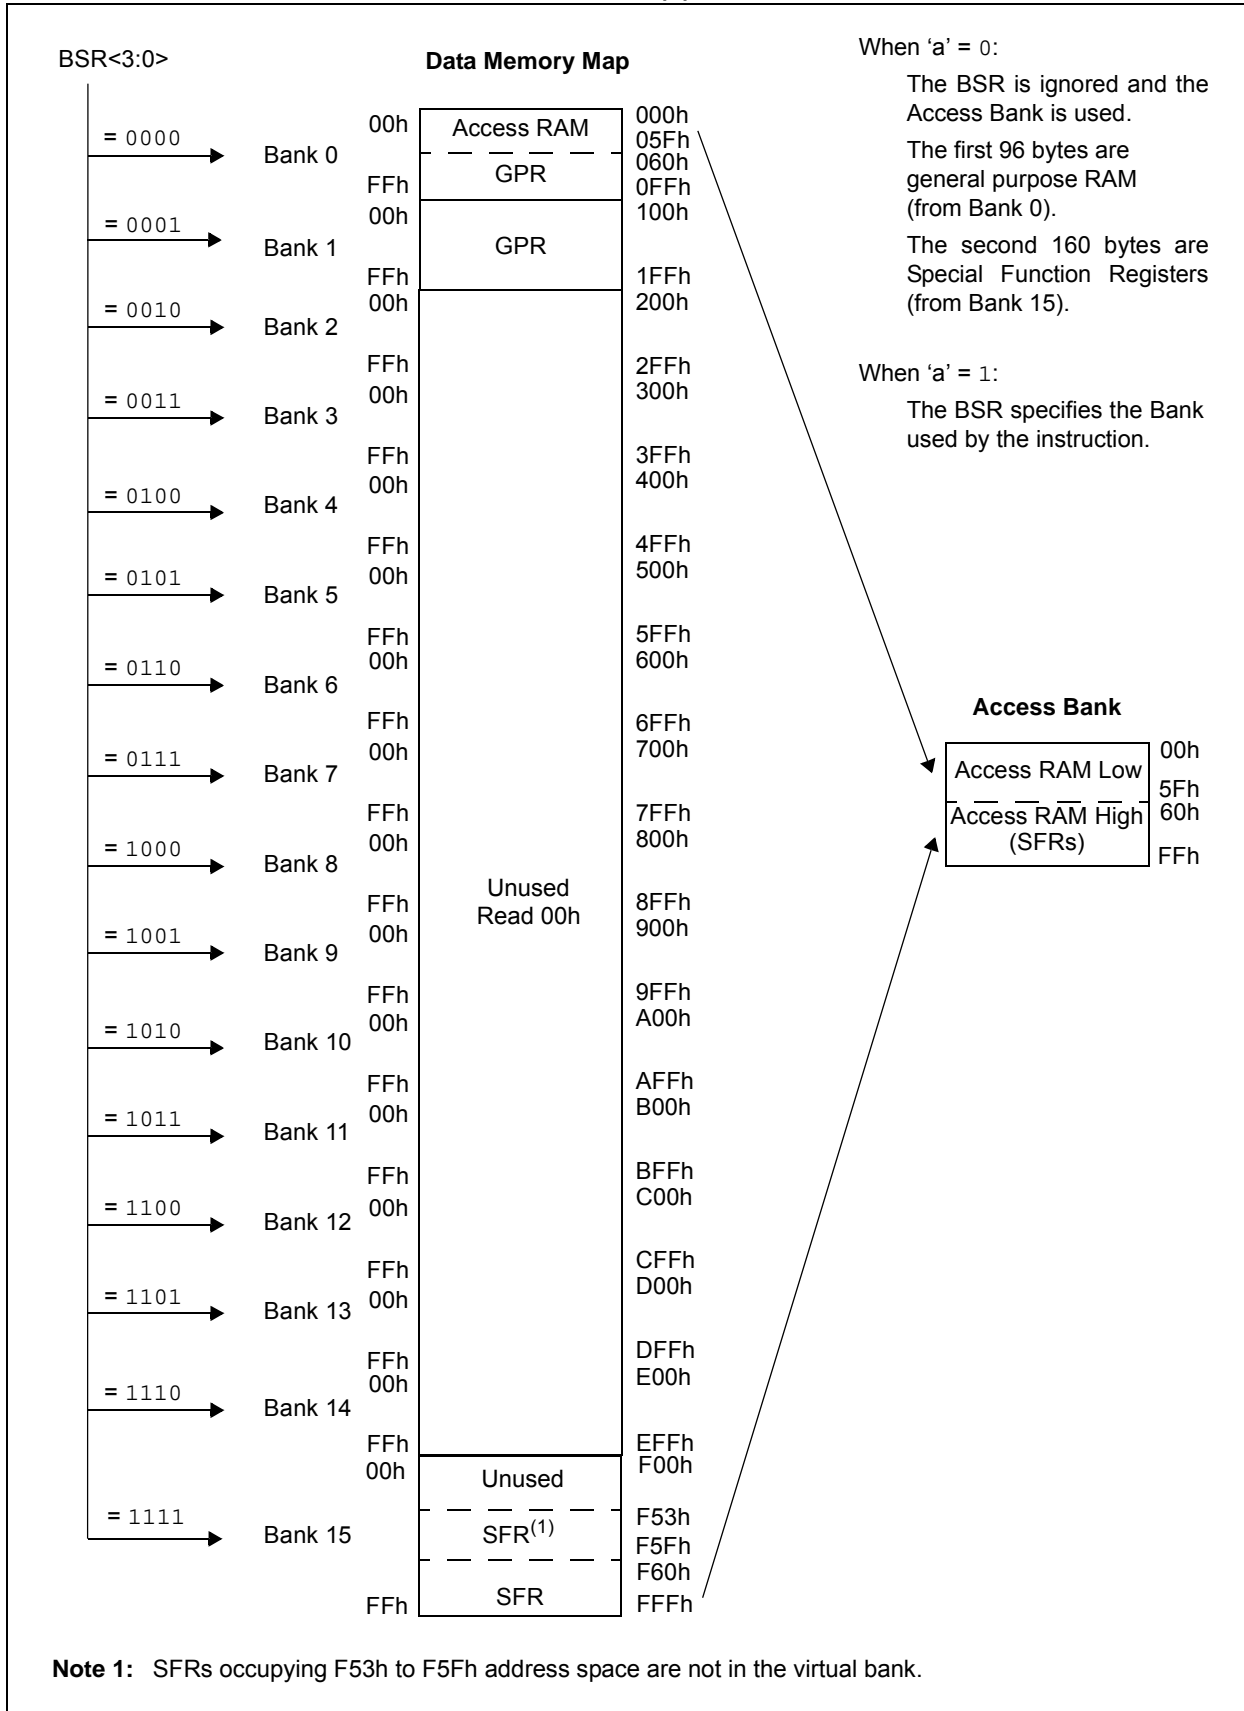 BSR<3:0>
Data Memory Map
When ‘a’ = 0:
The BSR is ignored and the
Access Bank is used.
The first 96 bytes are
general purpose RAM
(from Bank 0).
The second 160 bytes are
Special Function Registers
(from Bank 15).
When ‘a’ = 1:
The BSR specifies the Bank
used by the instruction.
= 0000
Bank 0
00h
Access RAM
000h
05Fh
GPR
060h
FFh
0FFh
= 0001
Bank 1
00h
GPR
100h
FFh
1FFh
= 0010
Bank 2
00h
200h
FFh
2FFh
= 0011
Bank 3
00h
300h
FFh
3FFh
= 0100
Bank 4
00h
400h
FFh
4FFh
= 0101
Bank 5
00h
500h
FFh
5FFh
= 0110
Bank 6
00h
600h
FFh
6FFh
= 0111
Bank 7
00h
700h
FFh
7FFh
= 1000
Bank 8
00h
800h
Unused
Read 00h
FFh
8FFh
= 1001
Bank 9
00h
900h
FFh
9FFh
= 1010
Bank 10
00h
A00h
FFh
AFFh
= 1011
Bank 11
00h
B00h
FFh
BFFh
= 1100
Bank 12
00h
C00h
FFh
CFFh
= 1101
Bank 13
00h
D00h
FFh
DFFh
= 1110
Bank 14
00h
E00h
FFh
EFFh
= 1111
Bank 15
00h
Unused
F00h
SFR(1)
F53h
F5Fh
F60h
SFR
FFh
FFFh
Access Bank
Access RAM Low
00h
5Fh
Access RAM High
(SFRs)
60h
FFh
Note 1: SFRs occupying F53h to F5Fh address space are not in the virtual bank.